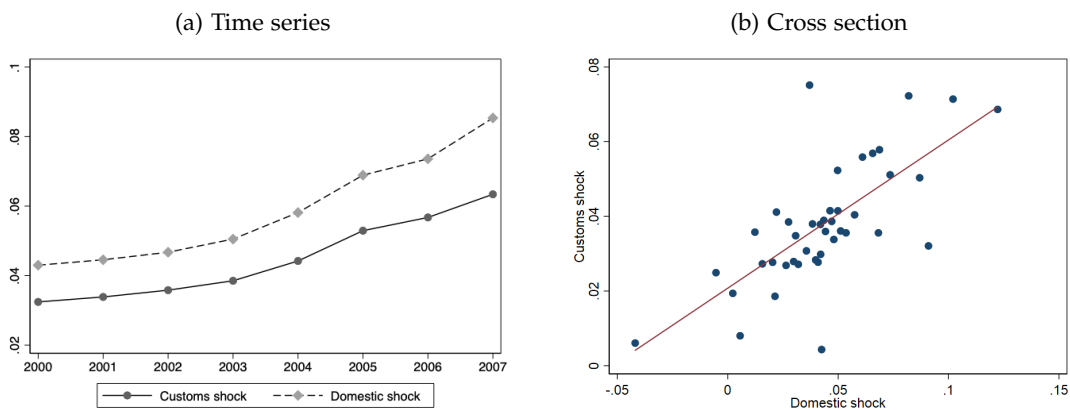 (a) Time series
.1
.08
.06
.04
.02
2000 2001 2002 2003 2004 2005 2006 2007
Customs shock Domestic shock
(b) Cross section
Customs shock
.08
.06
.04
.02
0
-.05 0 .05 .1 .15
Domestic shock